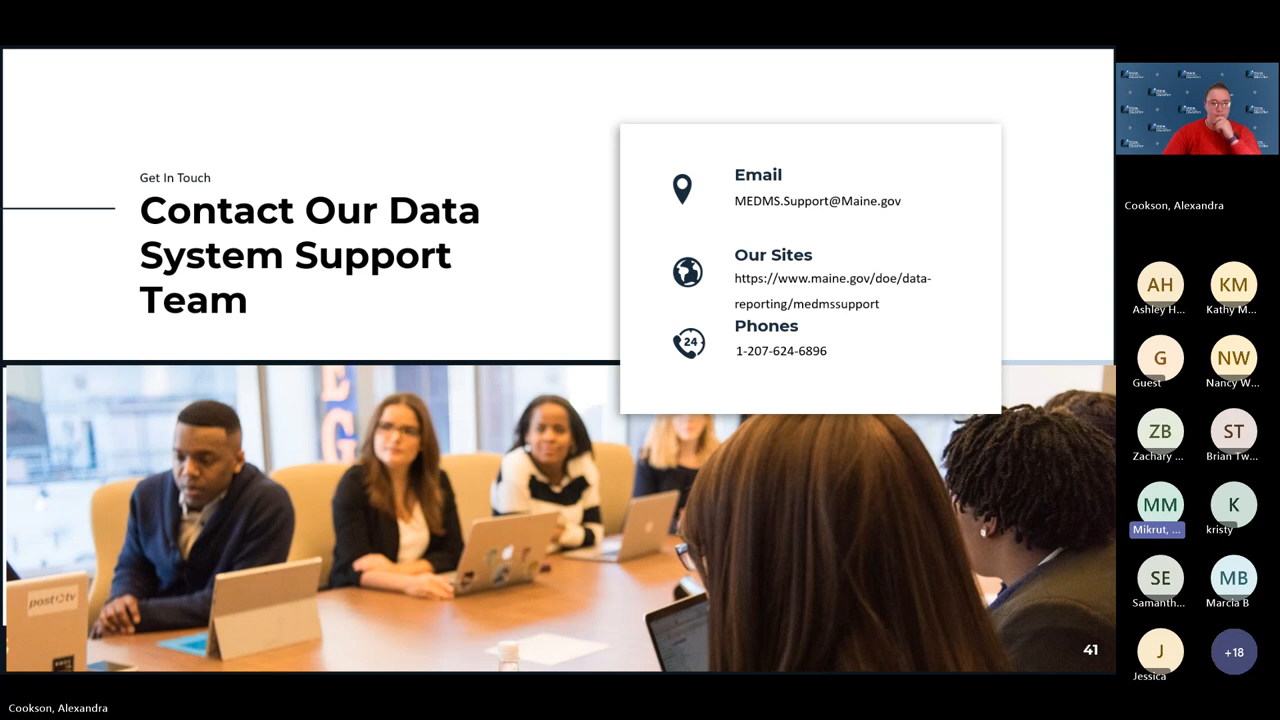 Get In Touch
Contact Our Data
System Support
Team
Email
MEDMS.Support@Maine.gov
Our Sites
https://www.maine.gov/doe/data-
reporting/medmssupport
24
Phones
1-207-624-6896
41
Cookson, Alexandra
AH
Ashley H...
KM
Kathy M...
G
Guest
NW
Nancy W...
ZB
Zachary ...
ST
Brian Tw...
MM
Mikrut, ...
K
kristy
SE
Samanth...
MB
Marcia B
J
Jessica
+18
Cookson, Alexandra